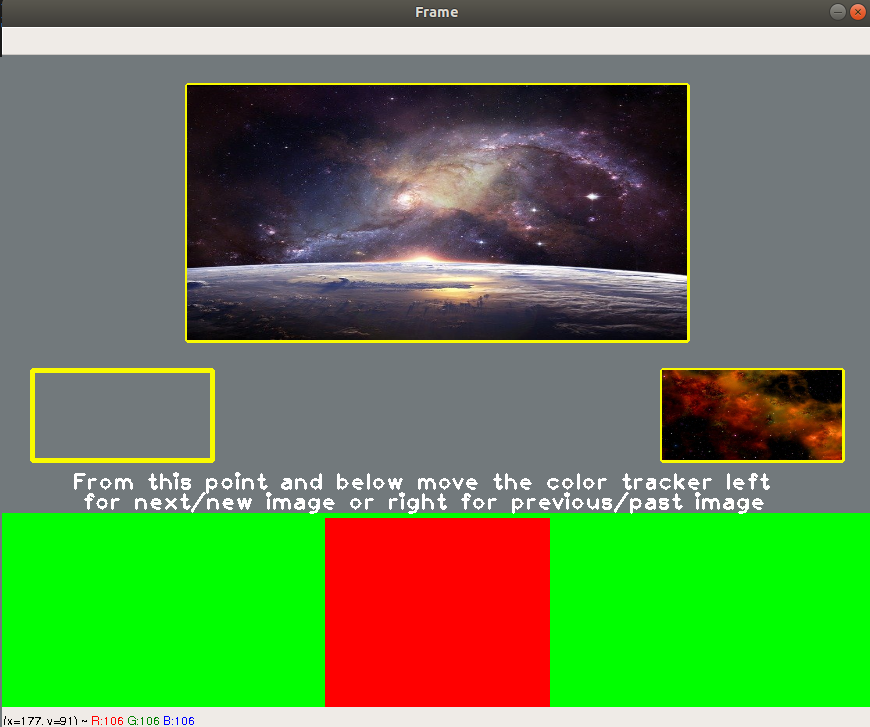 Frame
From this point and below move the color tracker left
for next/new image or right for previous/past image
(x=177, y=91) ~ R:106 G:106 B:106